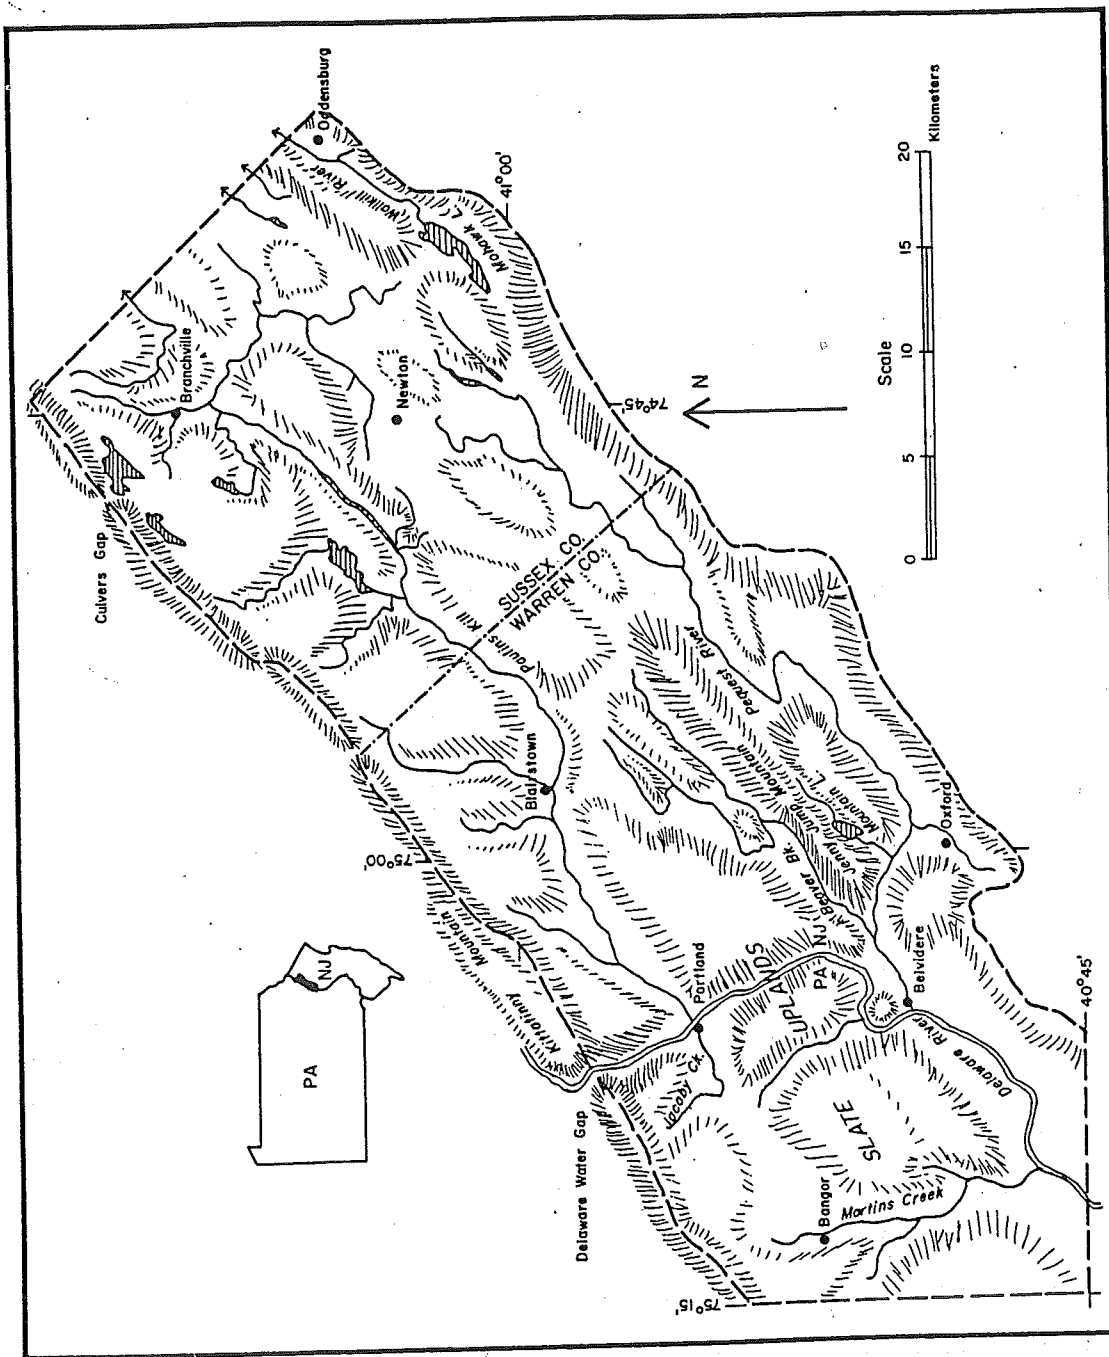 Ogdensburg
Wallkill River
Mohawk L.
41°00'
Branchville
Newton
Culvers Gap
74°45'
N
Scale
0 5 10 15 20
Kilometers
SUSSEX CO.
WARREN CO.
Paulins Kill
Pequest River
Blairstown
75°00'
Kittatinny Mountain
Jenny Jump Mountain
Mountain L.
Oxford
Beaver Bk.
Portland
NJ
PA
Belvidere
Delaware Water Gap
Jacoby Ck.
SLATE UPLANDS
Delaware River
Bangor
Martins Creek
75°15'
40°45'
PA
NJ